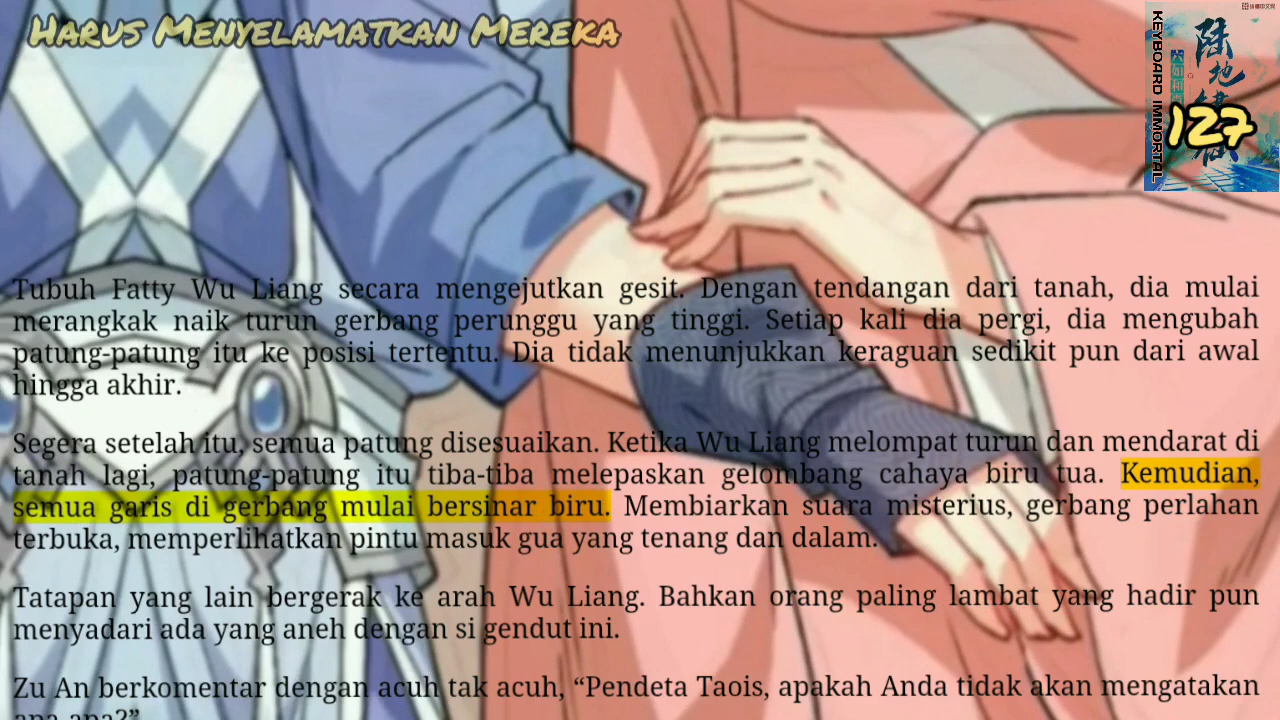 Harus Menyelamatkan Mereka
KEYBOARD IMMORTAL
127
Tubuh Fatty Wu Liang secara mengejutkan gesit. Dengan tendangan dari tanah, dia mulai
merangkak naik turun gerbang perunggu yang tinggi. Setiap kali dia pergi, dia mengubah
patung-patung itu ke posisi tertentu. Dia tidak menunjukkan keraguan sedikit pun dari awal
hingga akhir.
Segera setelah itu, semua patung disesuaikan. Ketika Wu Liang melompat turun dan mendarat di
tanah lagi, patung-patung itu tiba-tiba melepaskan gelombang cahaya biru tua. Kemudian,
semua garis di gerbang mulai bersinar biru. Membiarkan suara misterius, gerbang perlahan
terbuka, memperlihatkan pintu masuk gua yang tenang dan dalam.
Tatapan yang lain bergerak ke arah Wu Liang. Bahkan orang paling lambat yang hadir pun
menyadari ada yang aneh dengan si gendut ini.
Zu An berkomentar dengan acuh tak acuh, “Pendeta Taois, apakah Anda tidak akan mengatakan
apa-apa?”